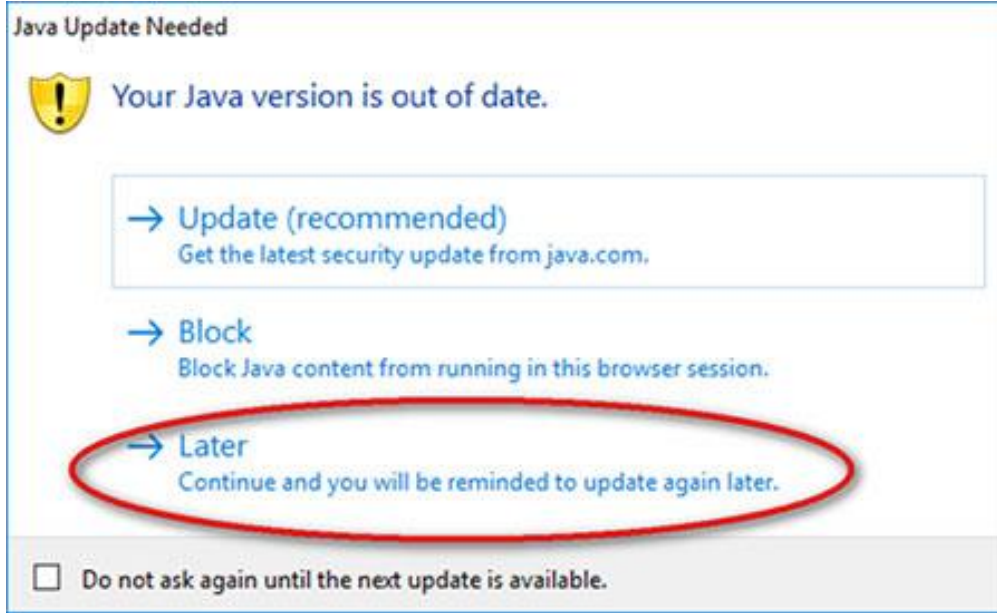 Java Update Needed
Your Java version is out of date.
Update (recommended)
Get the latest security update from java.com.
Block
Block Java content from running in this browser session.
Later
Continue and you will be reminded to update again later.
Do not ask again until the next update is available.